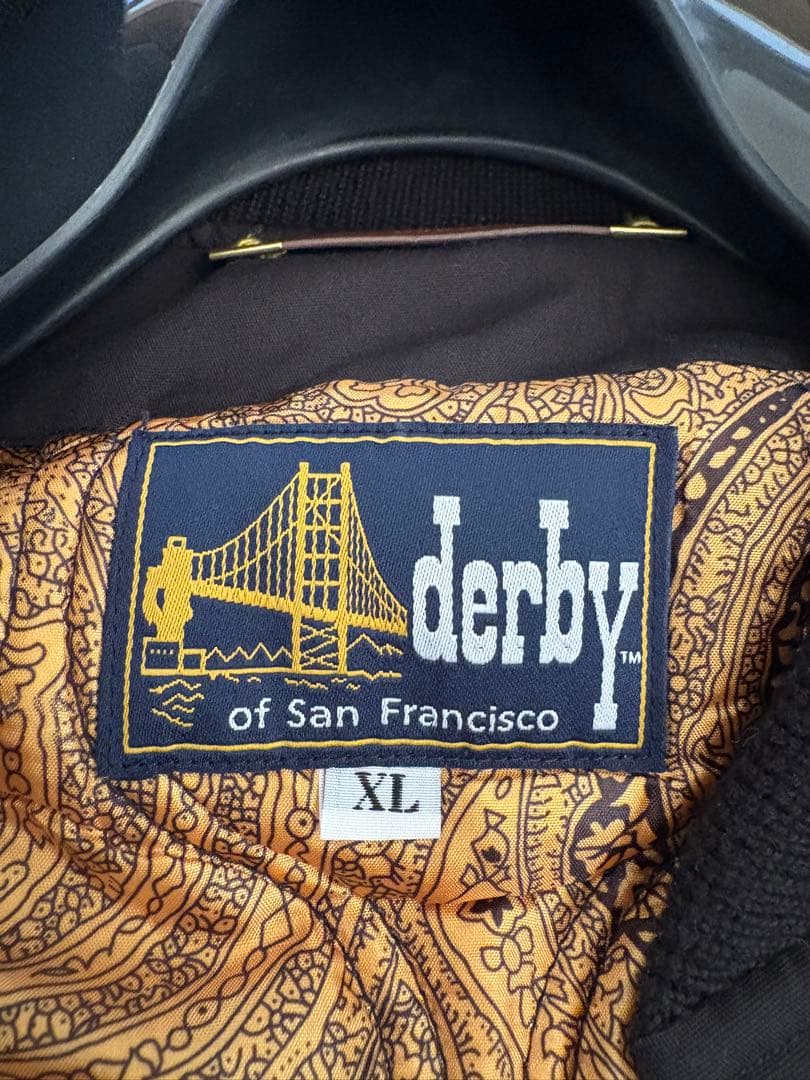 derby™
of San Francisco
XL